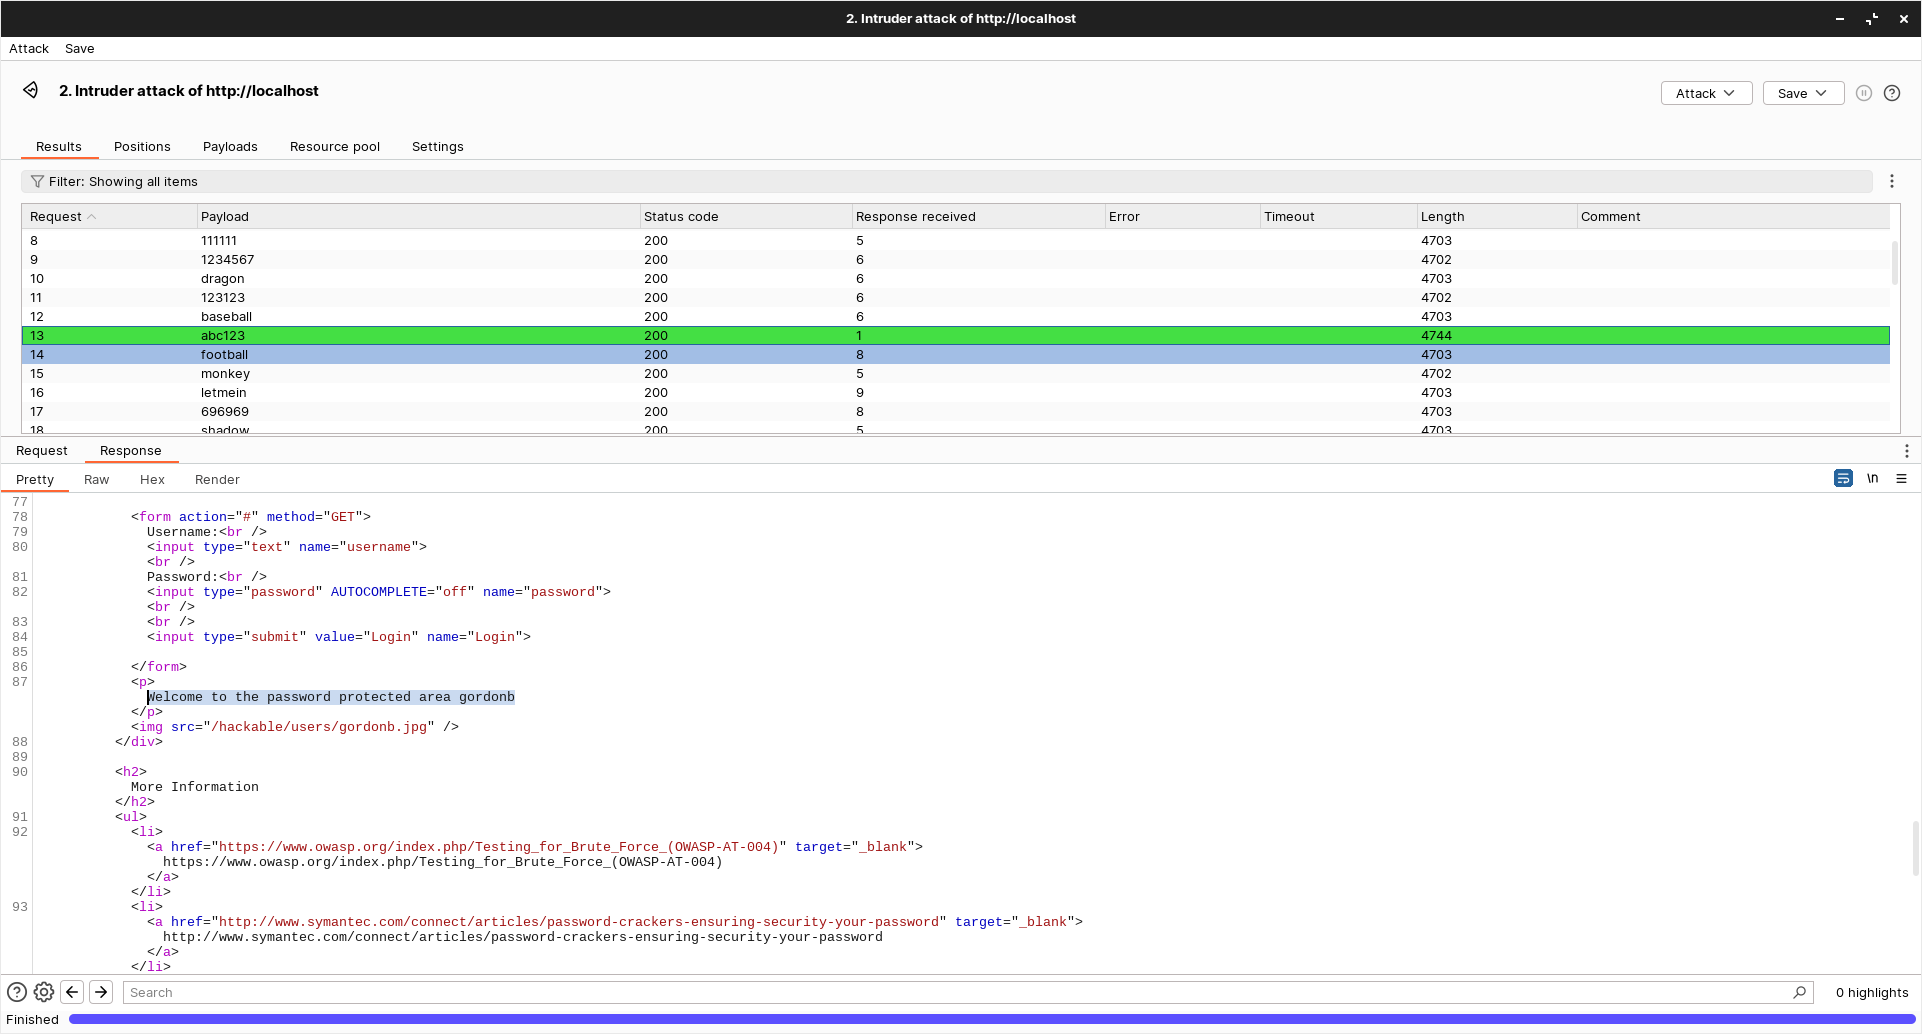 2. Intruder attack of http://localhost
Attack Save
2. Intruder attack of http://localhost
Attack Save
Results Positions Payloads Resource pool Settings
Filter: Showing all items
Request Payload Status code Response received Error Timeout Length Comment
8 111111 200 5 4703
9 1234567 200 6 4702
10 dragon 200 6 4703
11 123123 200 6 4702
12 baseball 200 6 4703
13 abc123 200 1 4744
14 football 200 8 4703
15 monkey 200 5 4702
16 letmein 200 9 4703
17 696969 200 8 4703
18 shadow 200 5 4703
Request Response
Pretty Raw Hex Render \n
77
78 <form action="#" method="GET">
79 Username:<br />
80 <input type="text" name="username">
<br />
81 Password:<br />
82 <input type="password" AUTOCOMPLETE="off" name="password">
<br />
83 <br />
84 <input type="submit" value="Login" name="Login">
85
86 </form>
87 <p>
Welcome to the password protected area gordonb
</p>
<img src="/hackable/users/gordonb.jpg" />
88 </div>
89
90 <h2>
More Information
</h2>
91 <ul>
92 <li>
<a href="https://www.owasp.org/index.php/Testing_for_Brute_Force_(OWASP-AT-004)" target="_blank">
https://www.owasp.org/index.php/Testing_for_Brute_Force_(OWASP-AT-004)
</a>
</li>
93 <li>
<a href="http://www.symantec.com/connect/articles/password-crackers-ensuring-security-your-password" target="_blank">
http://www.symantec.com/connect/articles/password-crackers-ensuring-security-your-password
</a>
</li>
Search 0 highlights
Finished